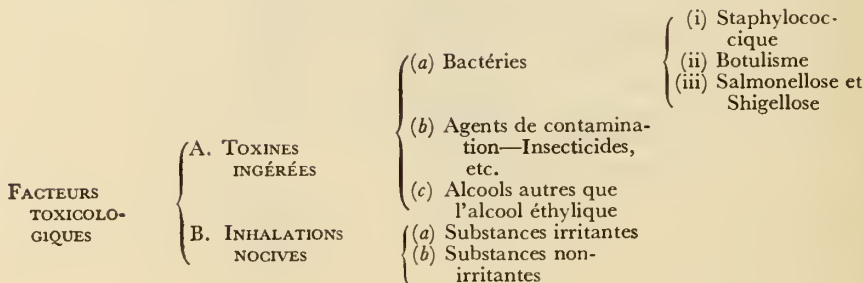 FACTEURS
TOXICOLO-
GIQUES
A. TOXINES
INGÉRÉES
(a) Bactéries
(i) Staphylococ-
cique
(ii) Botulisme
(iii) Salmonellose et
Shigellose
(b) Agents de contamina-
tion—Insecticides,
etc.
(c) Alcools autres que
l'alcool éthylique
B. INHALATIONS
NOCIVES
(a) Substances irritantes
(b) Substances non-
irritantes